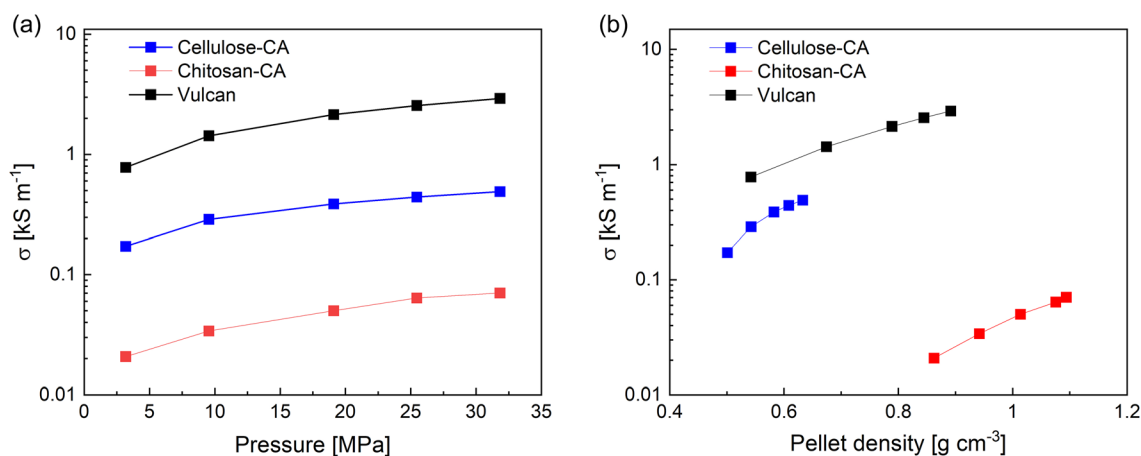 (a)
Cellulose-CA
Chitosan-CA
Vulcan
10
1
0.1
0.01
σ [kS m⁻¹]
0 5 10 15 20 25 30 35
Pressure [MPa]
(b)
Cellulose-CA
Chitosan-CA
Vulcan
10
1
0.1
0.01
σ [kS m⁻¹]
0.4 0.6 0.8 1 1.2
Pellet density [g cm⁻³]